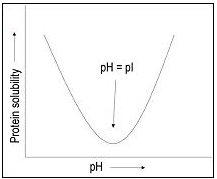 Protein solubility
pH = pI
pH